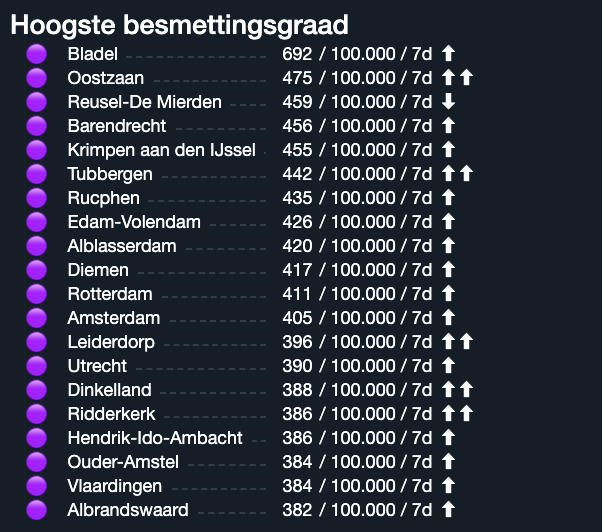 Hoogste besmettingsgraad
Bladel 692 / 100.000 / 7d ⬆
Oostzaan 475 / 100.000 / 7d ⬆⬆
Reusel-De Mierden 459 / 100.000 / 7d ⬇
Barendrecht 456 / 100.000 / 7d ⬆
Krimpen aan den IJssel 455 / 100.000 / 7d ⬆
Tubbergen 442 / 100.000 / 7d ⬆⬆
Rucphen 435 / 100.000 / 7d ⬆
Edam-Volendam 426 / 100.000 / 7d ⬆
Alblasserdam 420 / 100.000 / 7d ⬆
Diemen 417 / 100.000 / 7d ⬆
Rotterdam 411 / 100.000 / 7d ⬆
Amsterdam 405 / 100.000 / 7d ⬆
Leiderdorp 396 / 100.000 / 7d ⬆⬆
Utrecht 390 / 100.000 / 7d ⬆
Dinkelland 388 / 100.000 / 7d ⬆⬆
Ridderkerk 386 / 100.000 / 7d ⬆⬆
Hendrik-Ido-Ambacht 386 / 100.000 / 7d ⬆
Ouder-Amstel 384 / 100.000 / 7d ⬆
Vlaardingen 384 / 100.000 / 7d ⬆
Albrandswaard 382 / 100.000 / 7d ⬆